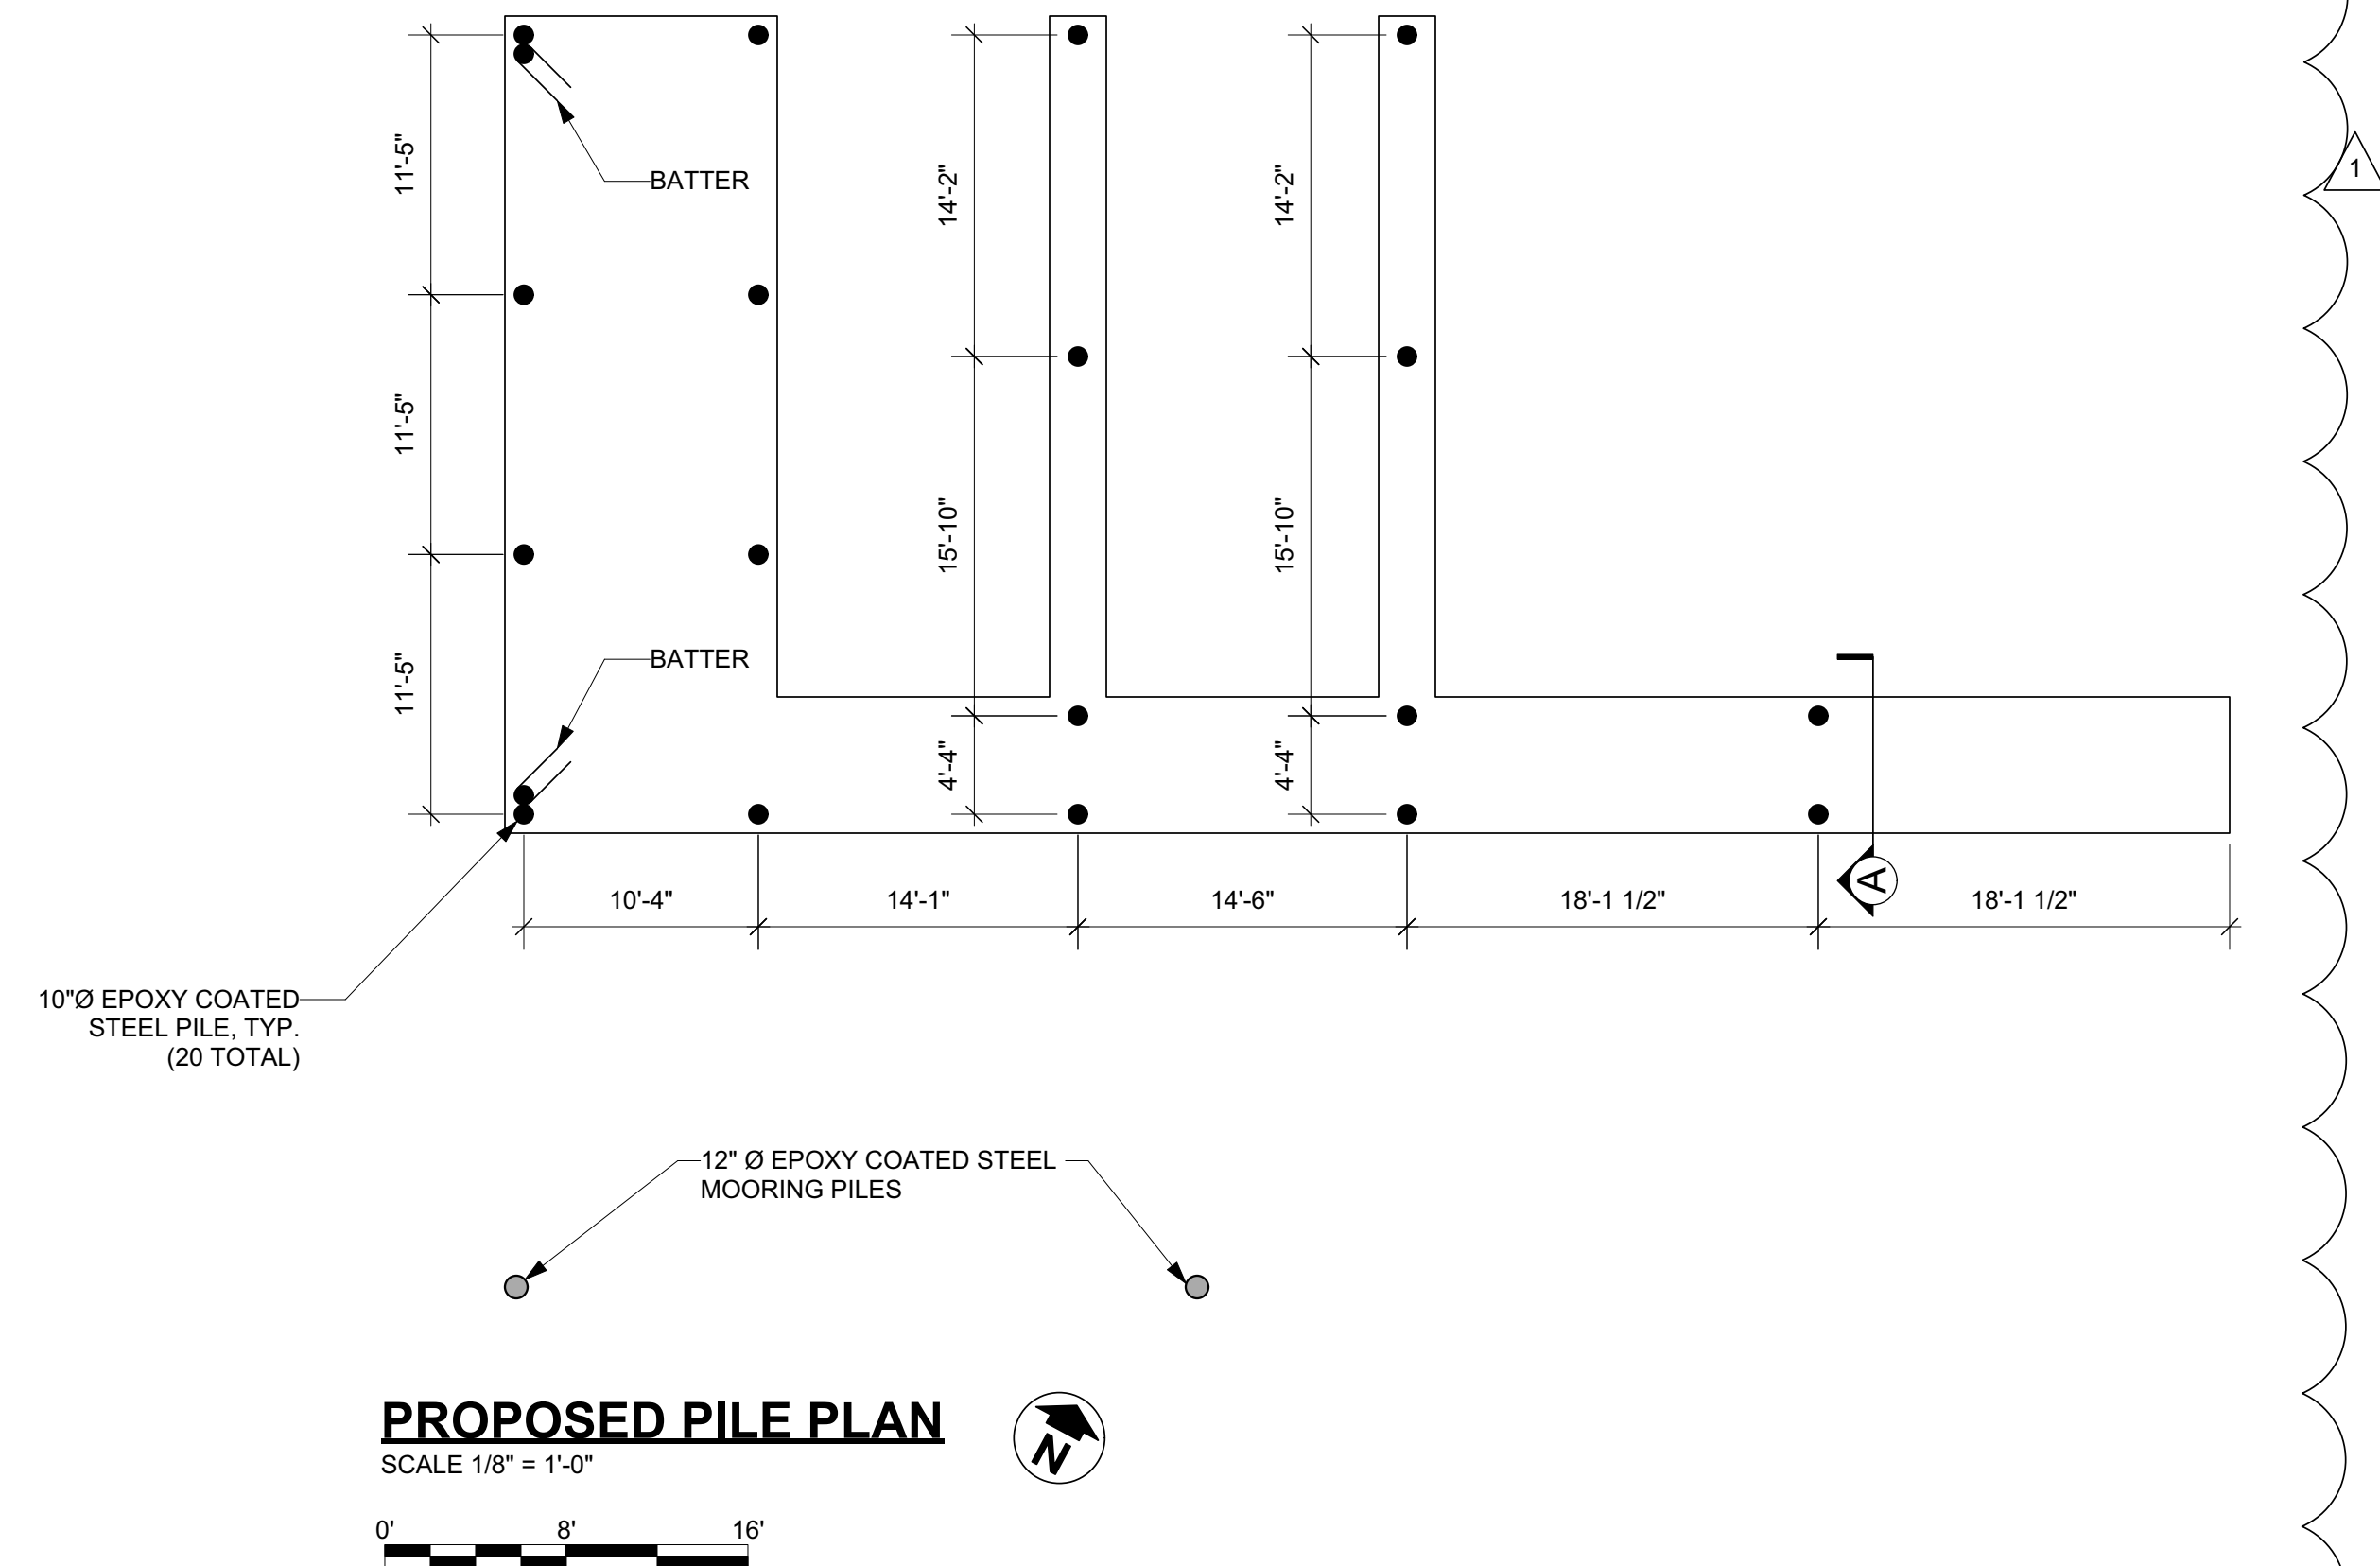 1
11'-5"
14'-2"
14'-2"
BATTER
11'-5"
15'-10"
15'-10"
11'-5"
BATTER
4'-4"
4'-4"
A
10'-4"
14'-1"
14'-6"
18'-1 1/2"
18'-1 1/2"
10"Ø EPOXY COATED
STEEL PILE, TYP.
(20 TOTAL)
12" Ø EPOXY COATED STEEL
MOORING PILES
PROPOSED PILE PLAN
SCALE 1/8" = 1'-0"
N
0' 8' 16'